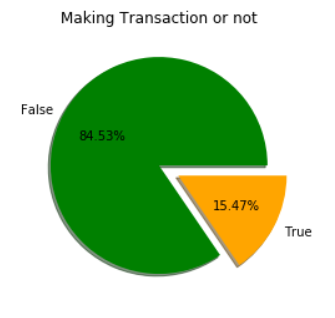 Making Transaction or not
False
84.53%
15.47%
True